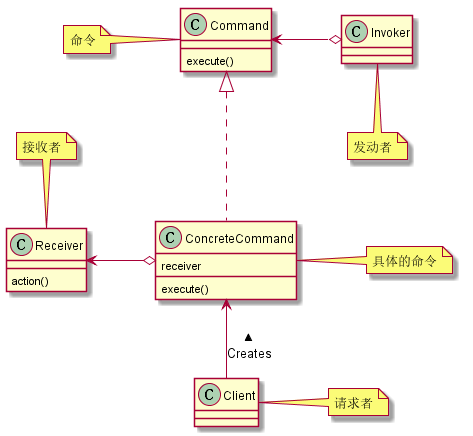 C Command
execute()
命令
C Invoker
发动者
接收者
C Receiver
action()
C ConcreteCommand
receiver
execute()
具体的命令
Creates
C Client
请求者